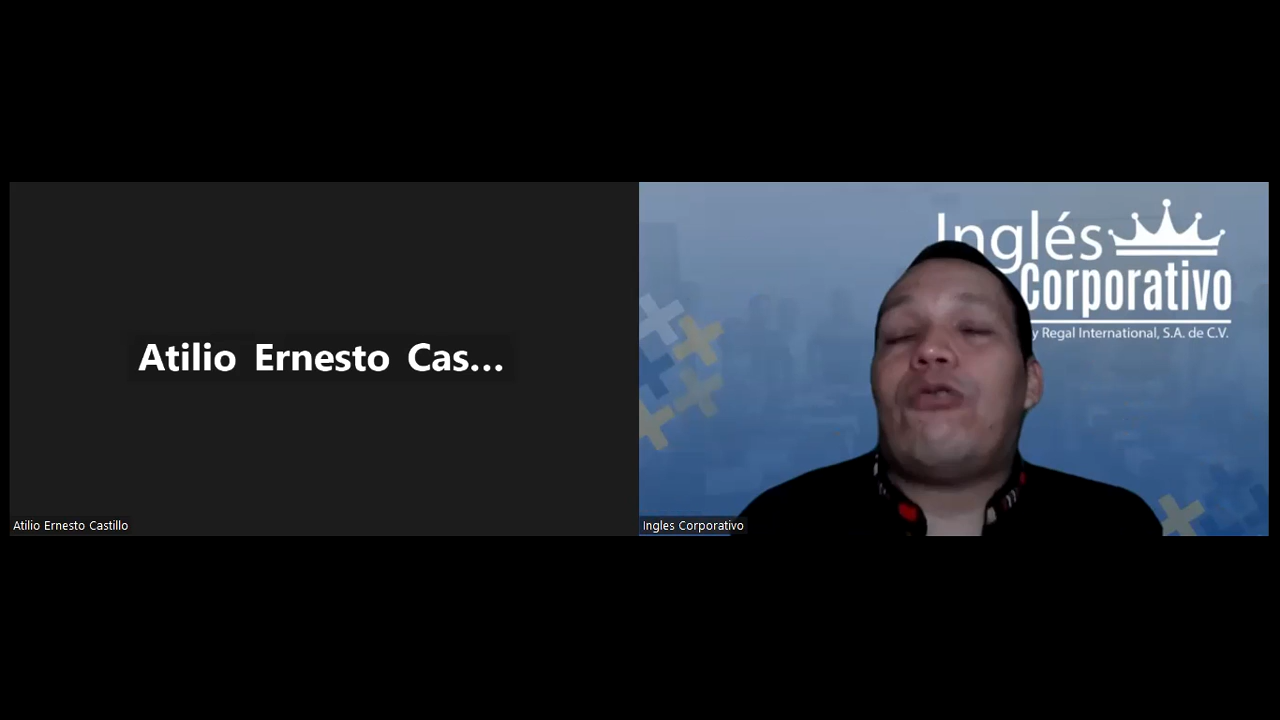 Atilio Ernesto Cas...
Atilio Ernesto Castillo
Inglés
Corporativo
y Regal International, S.A. de C.V.
Ingles Corporativo